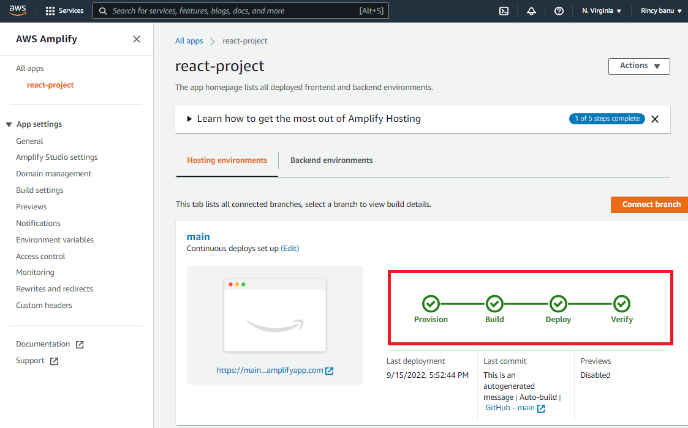 aws
Services
Search for services, features, blogs, docs, and more
[Alt+S]
N. Virginia
Rincy banu
AWS Amplify
All apps
react-project
App settings
General
Amplify Studio settings
Domain management
Build settings
Previews
Notifications
Environment variables
Access control
Monitoring
Rewrites and redirects
Custom headers
Documentation
Support
All apps > react-project
react-project
Actions
The app homepage lists all deployed frontend and backend environments.
Learn how to get the most out of Amplify Hosting
1 of 5 steps complete
Hosting environments
Backend environments
This tab lists all connected branches, select a branch to view build details.
Connect branch
main
Continuous deploys set up (Edit)
https://main...amplifyapp.com
Provision
Build
Deploy
Verify
Last deployment
9/15/2022, 5:52:44 PM
Last commit
This is an
autogenerated
message | Auto-build |
GitHub - main
Previews
Disabled